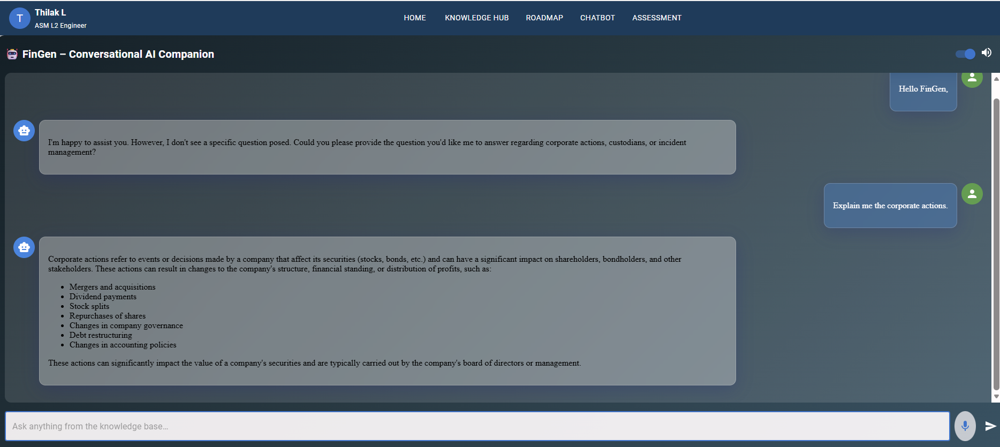 T
Thilak L
ASM L2 Engineer
HOME
KNOWLEDGE HUB
ROADMAP
CHATBOT
ASSESSMENT
FinGen – Conversational AI Companion
Hello FinGen,
I'm happy to assist you. However, I don't see a specific question posed. Could you please provide the question you'd like me to answer regarding corporate actions, custodians, or incident
management?
Explain me the corporate actions.
Corporate actions refer to events or decisions made by a company that affect its securities (stocks, bonds, etc.) and can have a significant impact on shareholders, bondholders, and other
stakeholders. These actions can result in changes to the company's structure, financial standing, or distribution of profits, such as:
• Mergers and acquisitions
• Dividend payments
• Stock splits
• Repurchases of shares
• Changes in company governance
• Debt restructuring
• Changes in accounting policies
These actions can significantly impact the value of a company's securities and are typically carried out by the company's board of directors or management.
Ask anything from the knowledge base...